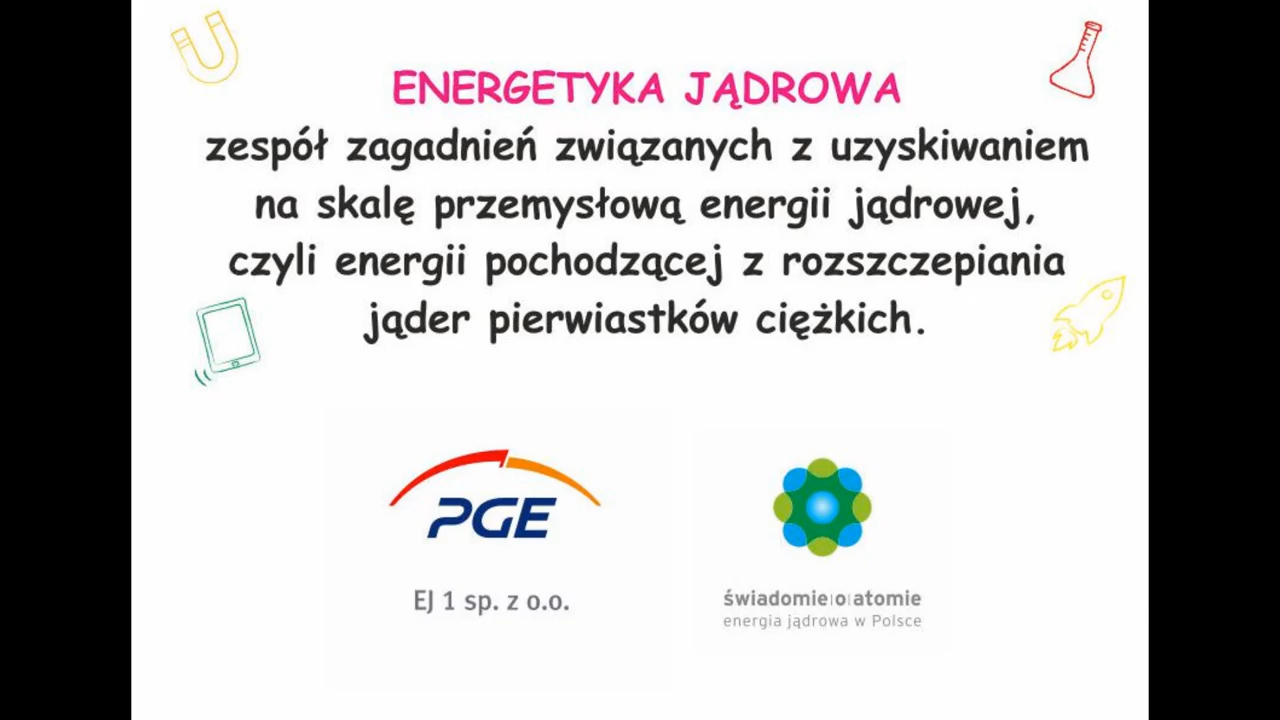 ENERGETYKA JĄDROWA
zespół zagadnień związanych z uzyskiwaniem
na skalę przemysłową energii jądrowej,
czyli energii pochodzącej z rozszczepiania
jąder pierwiastków ciężkich.
PGE
EJ 1 sp. z o.o.
świadomie|o|atomie
energia jądrowa w Polsce